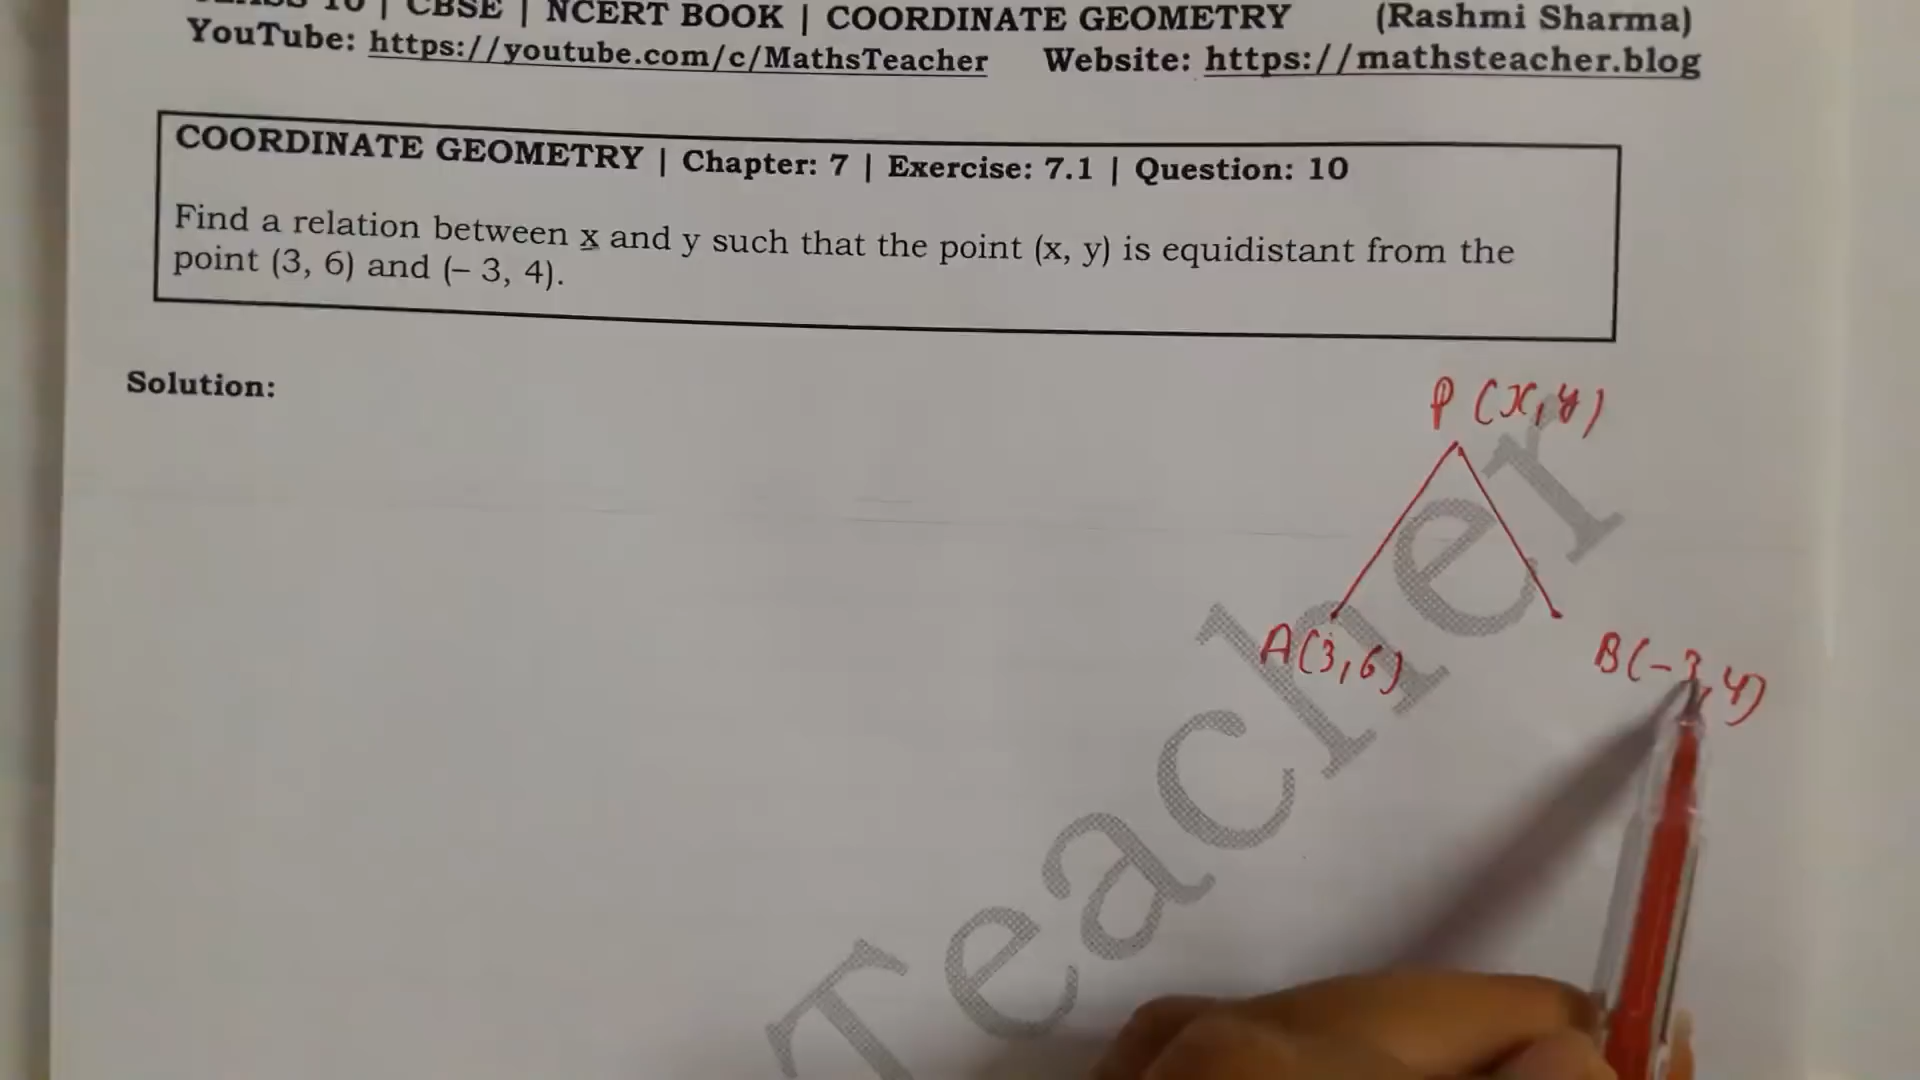 CLASS 10 | CBSE | NCERT BOOK | COORDINATE GEOMETRY (Rashmi Sharma)
YouTube: https://youtube.com/c/MathsTeacher Website: https://mathsteacher.blog
COORDINATE GEOMETRY | Chapter: 7 | Exercise: 7.1 | Question: 10
Find a relation between x and y such that the point (x, y) is equidistant from the
point (3, 6) and (– 3, 4).
Solution:
P (x, y)
A(3, 6)
B(-3, 4)
Teacher